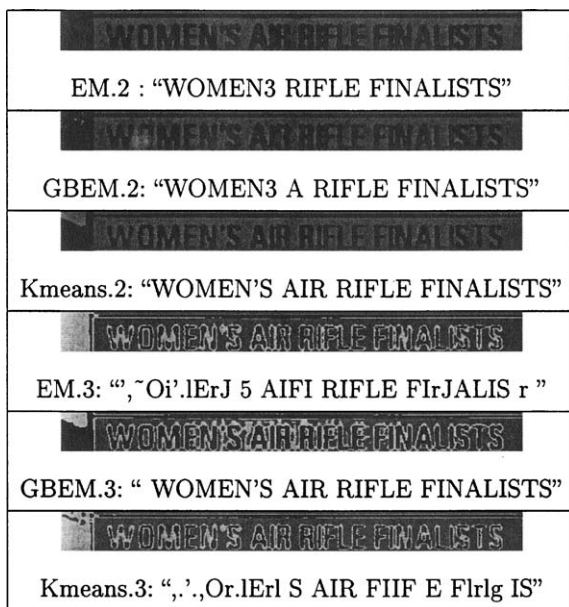 WOMEN'S AIR RIFLE FINALISTS
EM.2 : “WOMEN3 RIFLE FINALISTS”
WOMEN'S AIR RIFLE FINALISTS
GBEM.2: “WOMEN3 A RIFLE FINALISTS”
WOMEN'S AIR RIFLE FINALISTS
Kmeans.2: “WOMEN’S AIR RIFLE FINALISTS”
WOMEN'S AIR RIFLE FINALISTS
EM.3: “’,~Oi’.lErJ 5 AIFI RIFLE FIrJALIS r ”
WOMEN'S AIR RIFLE FINALISTS
GBEM.3: “ WOMEN’S AIR RIFLE FINALISTS”
WOMEN'S AIR RIFLE FINALISTS
Kmeans.3: “,.’.,Or.lErl S AIR FIIF E Flrlg IS”